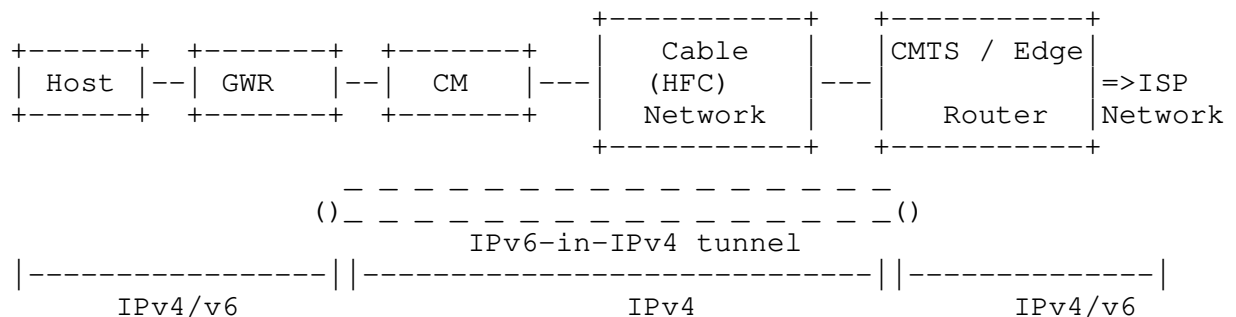 +-----------+     +-----------+
+------+   +-------+   +-------+    |   Cable   |     |CMTS / Edge|
| Host |--| GWR   |--|  CM   |---|  (HFC)    |---|           |=>ISP
+------+   +-------+   +-------+    |  Network  |     |   Router  |Network
                                                  +-----------+     +-----------+
_ _ _ _ _ _ _ _ _ _ _ _ _ _ _ _
()_ _ _ _ _ _ _ _ _ _ _ _ _ _ _ _()
IPv6-in-IPv4 tunnel
|-----------------||-----------------------------||--------------|
IPv4/v6 IPv4 IPv4/v6